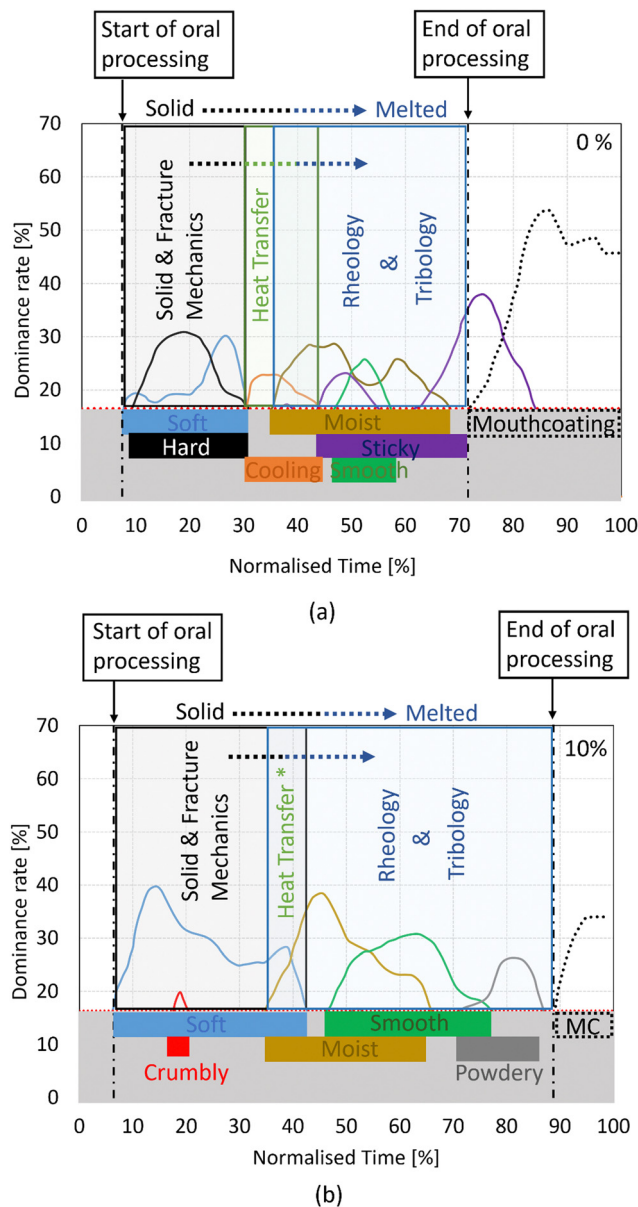 Start of oral
processing
End of oral
processing
Solid
Melted
70
60
50
40
30
20
10
0
Dominance rate [%]
0 %
Solid & Fracture
Mechanics
Heat Transfer
Rheology
&
Tribology
Soft
Moist
Mouthcoating
Hard
Sticky
Cooling
Smooth
0 10 20 30 40 50 60 70 80 90 100
Normalised Time [%]
(a)
Start of oral
processing
End of oral
processing
Solid
Melted
70
60
50
40
30
20
10
0
Dominance rate [%]
10%
Solid & Fracture
Mechanics
Heat Transfer *
Rheology
&
Tribology
Soft
Smooth
MC
Crumbly
Moist
Powdery
0 10 20 30 40 50 60 70 80 90 100
Normalised Time [%]
(b)